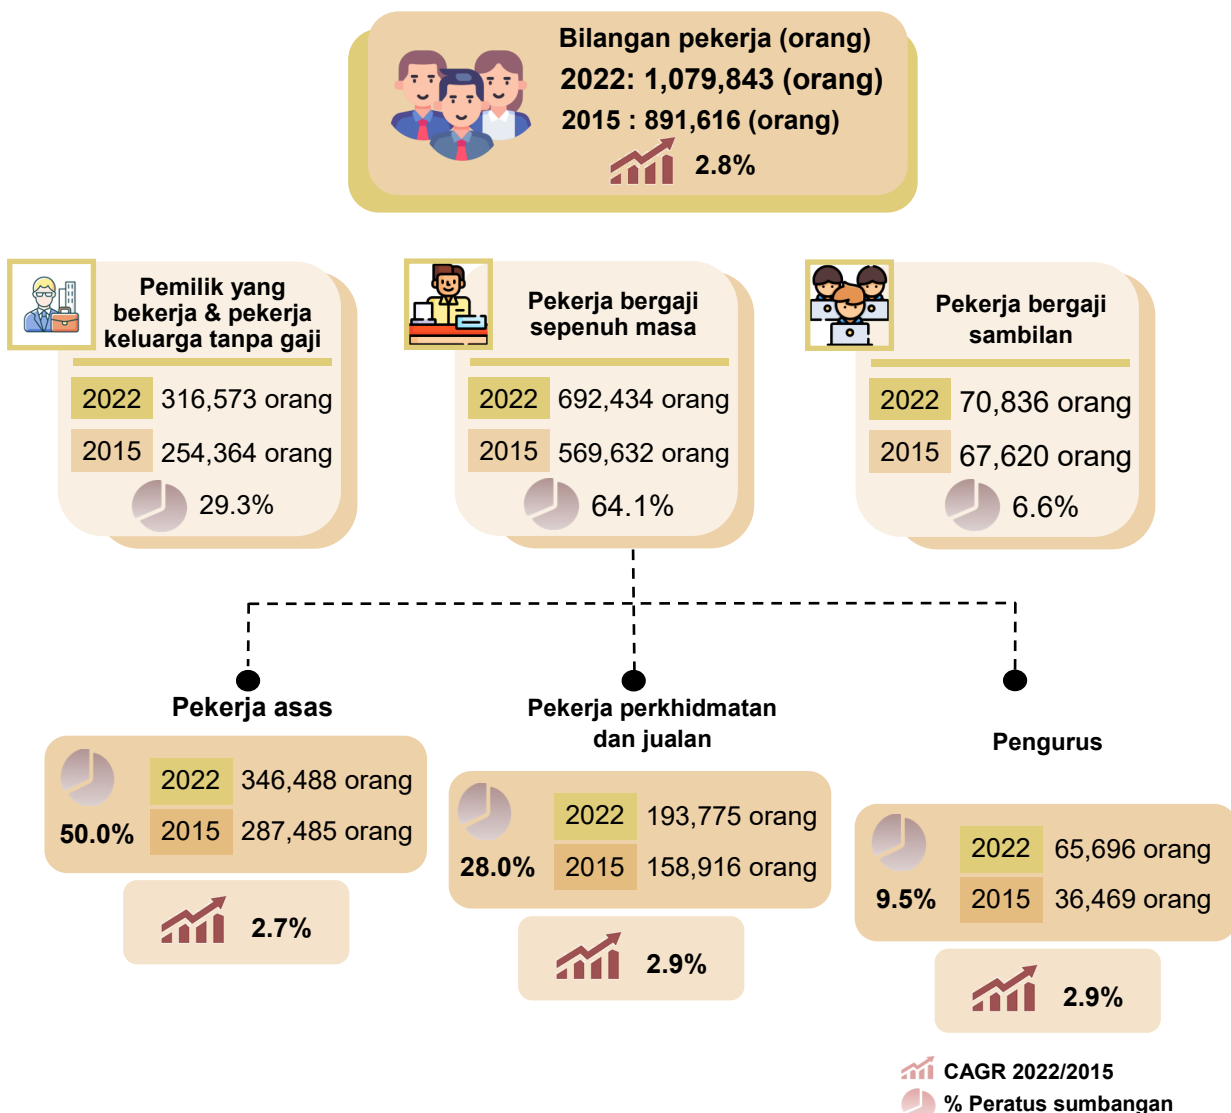 Bilangan pekerja (orang)
2022: 1,079,843 (orang)
2015 : 891,616 (orang)
2.8%
Pemilik yang
bekerja & pekerja
keluarga tanpa gaji
2022 316,573 orang
2015 254,364 orang
29.3%
Pekerja bergaji
sepenuh masa
2022 692,434 orang
2015 569,632 orang
64.1%
Pekerja bergaji
sambilan
2022 70,836 orang
2015 67,620 orang
6.6%
Pekerja asas
50.0%
2022 346,488 orang
2015 287,485 orang
2.7%
Pekerja perkhidmatan
dan jualan
28.0%
2022 193,775 orang
2015 158,916 orang
2.9%
Pengurus
9.5%
2022 65,696 orang
2015 36,469 orang
2.9%
CAGR 2022/2015
% Peratus sumbangan